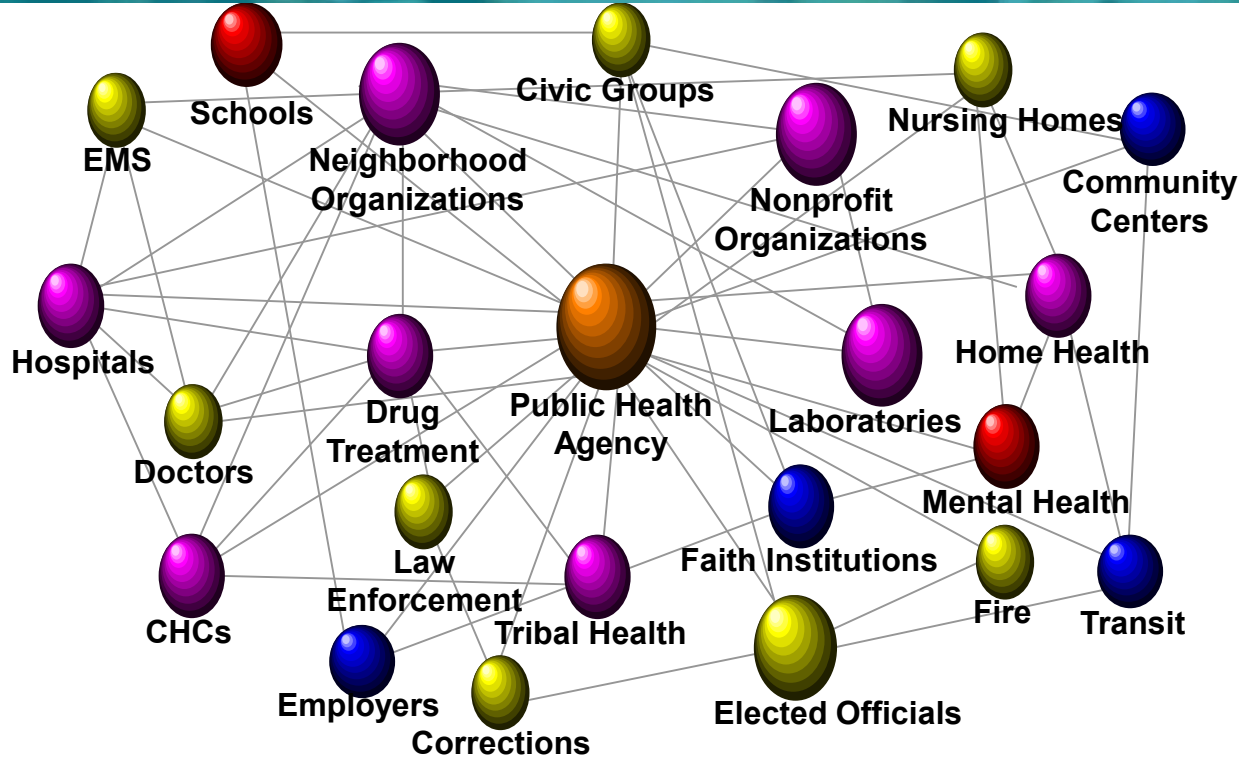 Schools
Civic Groups
Nursing Homes
EMS
Neighborhood
Organizations
Nonprofit
Organizations
Community
Centers
Hospitals
Drug
Treatment
Public Health
Agency
Laboratories
Home Health
Doctors
Law
Enforcement
Faith Institutions
Mental Health
CHCs
Tribal Health
Fire
Transit
Employers
Corrections
Elected Officials